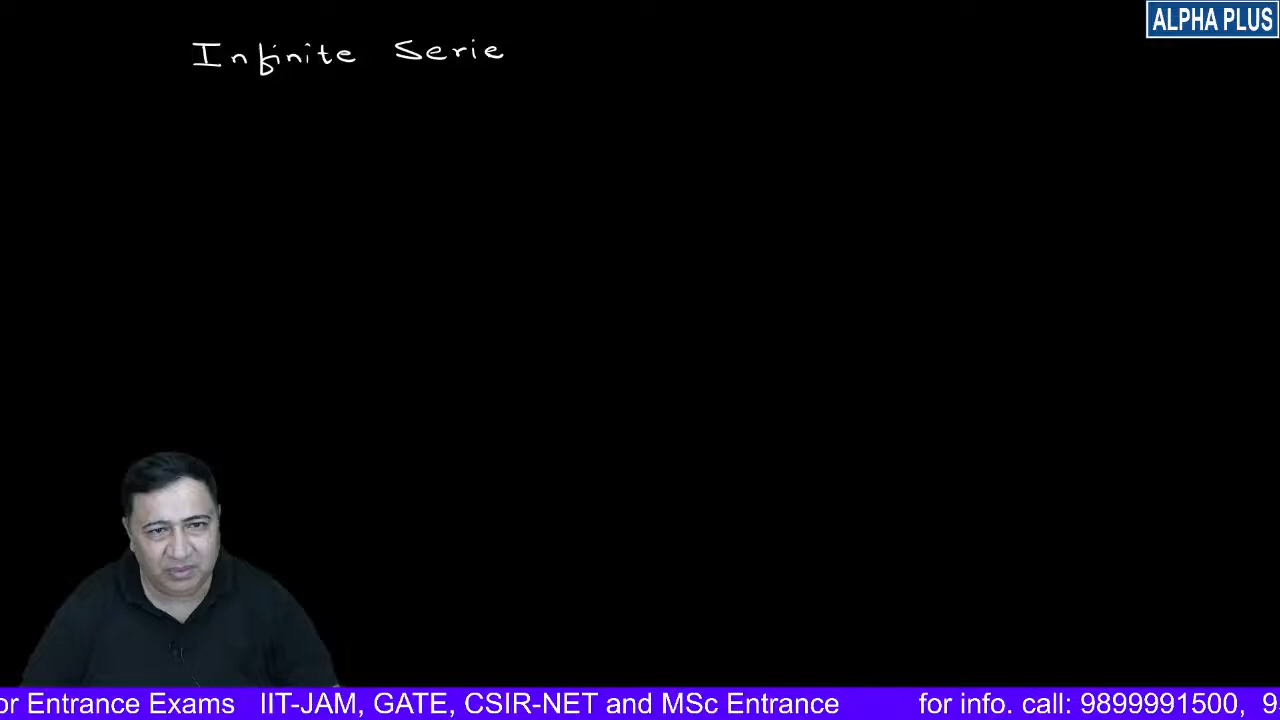 ALPHA PLUS
Infinite Serie
or Entrance Exams IIT-JAM, GATE, CSIR-NET and MSc Entrance for info. call: 9899991500, 9